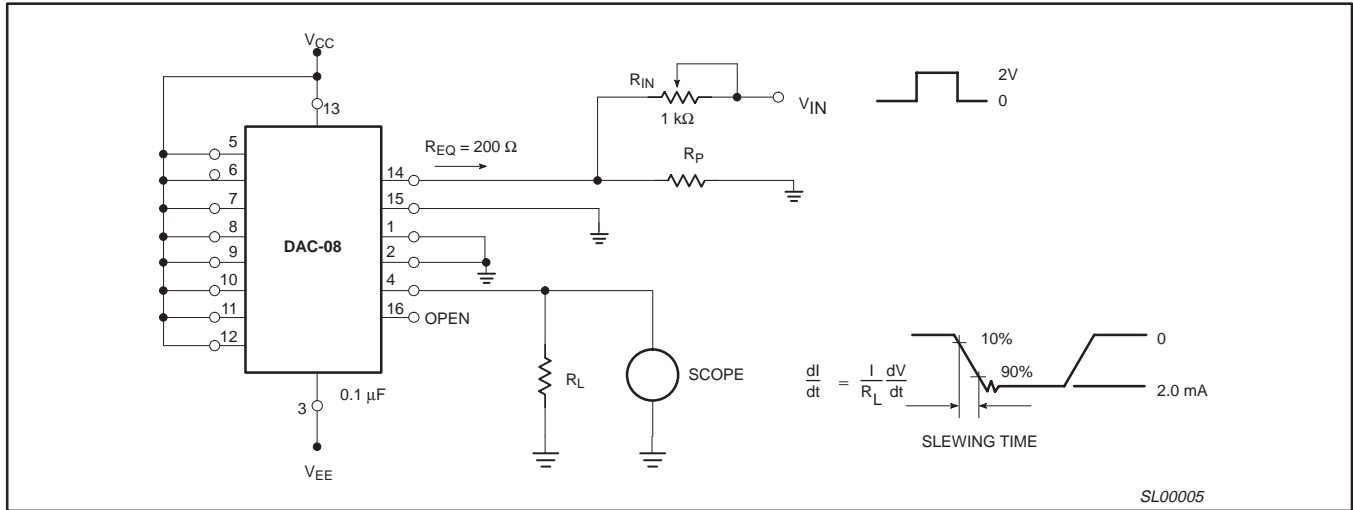 VCC
13
5
6
7
8
9
10
11
12
DAC-08
14
15
1
2
4
16
OPEN
3
0.1 µF
VEE
REQ = 200 Ω
RIN
1 kΩ
VIN
RP
2V
0
RL
SCOPE
dI/dt = I/RL dV/dt
10%
90%
0
2.0 mA
SLEWING TIME
SL00005